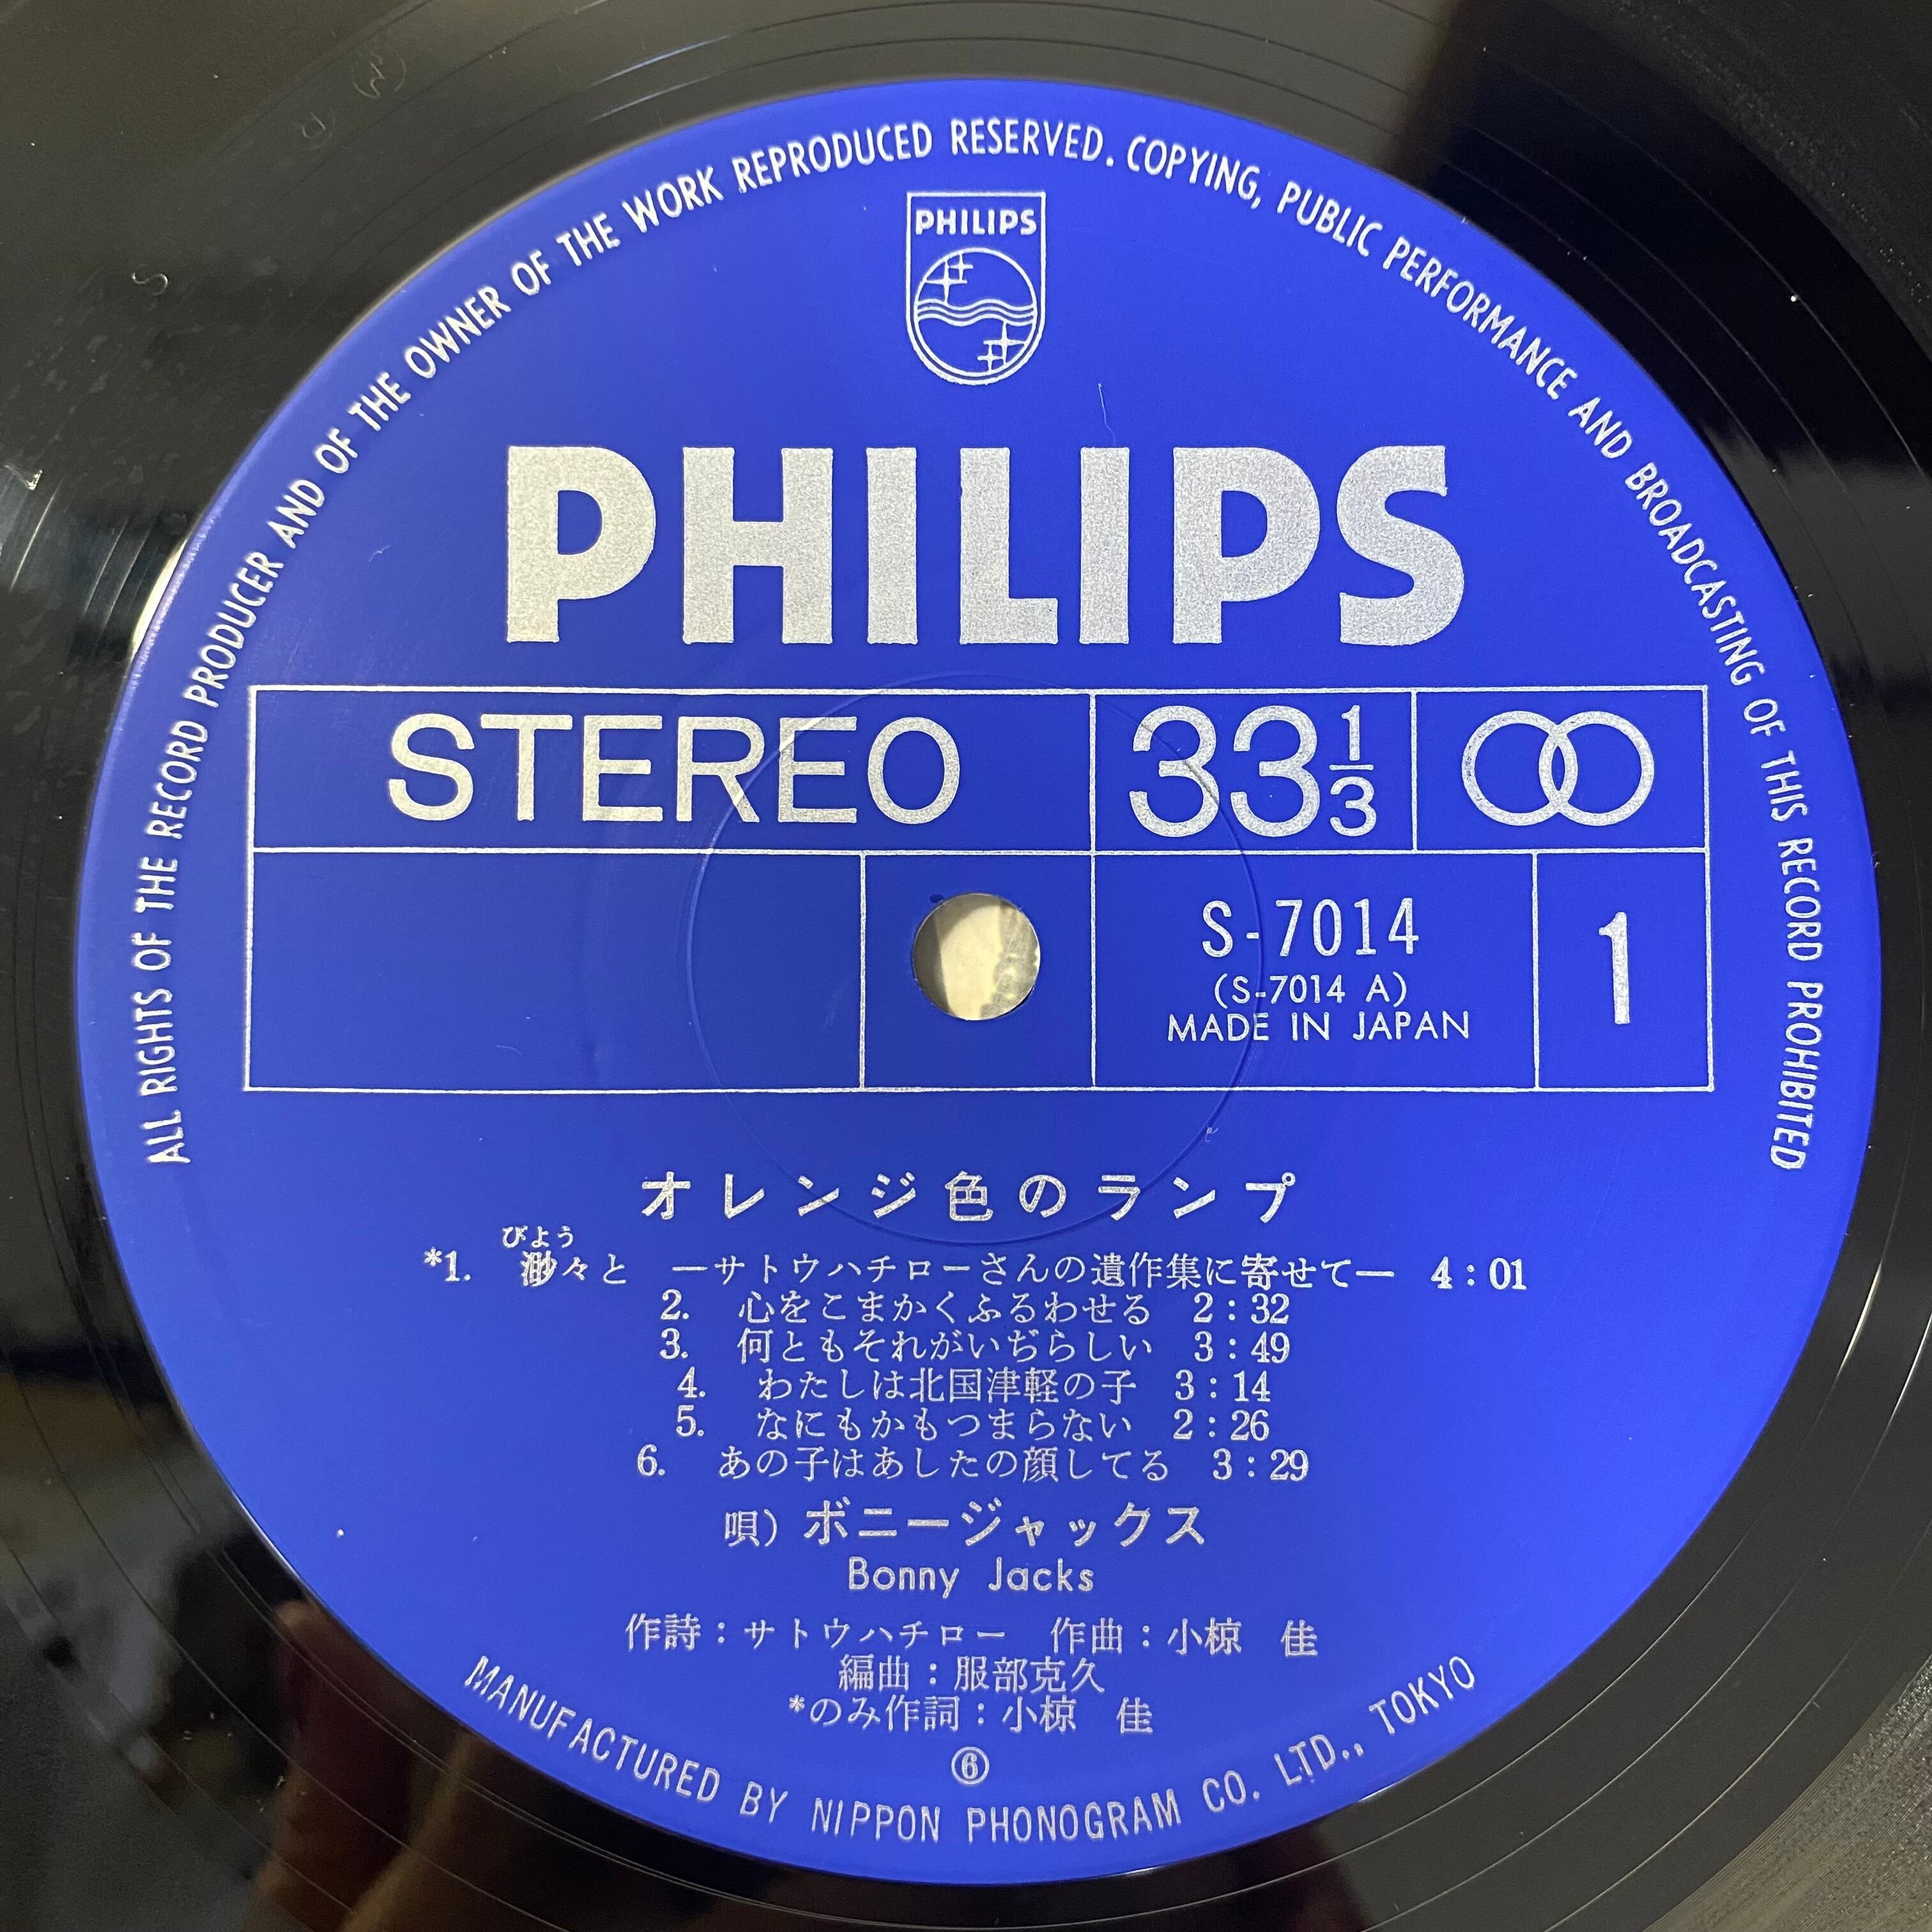 ALL RIGHTS OF THE RECORD PRODUCER AND OF THE OWNER OF THE WORK REPRODUCED RESERVED. COPYING, PUBLIC PERFORMANCE AND BROADCASTING OF THIS RECORD PROHIBITED
PHILIPS
PHILIPS
STEREO 33 1/3
S-7014
(S-7014 A)
MADE IN JAPAN
1
オレンジ色のランプ
びよう
*1. 渺々と ーサトウハチローさんの遺作集に寄せてー 4:01
2. 心をこまかくふるわせる 2:32
3. 何ともそれがいぢらしい 3:49
4. わたしは北国津軽の子 3:14
5. なにもかもつまらない 2:26
6. あの子はあしたの顔してる 3:29
唄) ボニージャックス
Bonny Jacks
作詩:サトウハチロー 作曲:小椋 佳
編曲:服部克久
*のみ作詞:小椋 佳
⑥
MANUFACTURED BY NIPPON PHONOGRAM CO. LTD., TOKYO